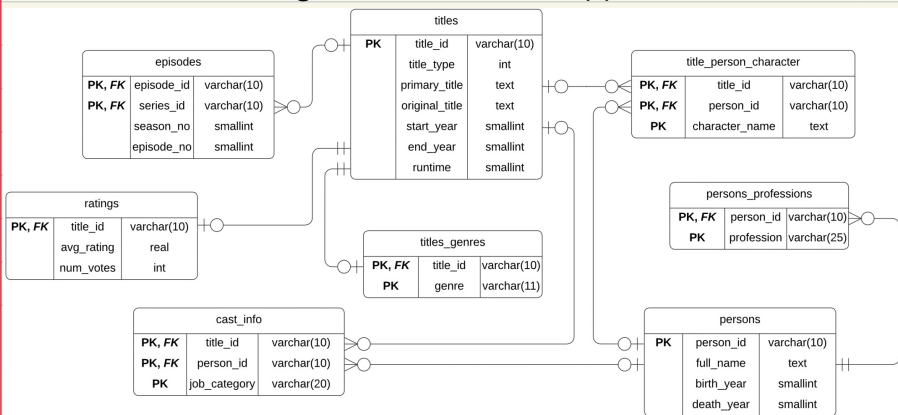 titles
PK title_id varchar(10)
title_type int
primary_title text
original_title text
start_year smallint
end_year smallint
runtime smallint
episodes
PK, FK episode_id varchar(10)
PK, FK series_id varchar(10)
season_no smallint
episode_no smallint
title_person_character
PK, FK title_id varchar(10)
PK, FK person_id varchar(10)
PK character_name text
ratings
PK, FK title_id varchar(10)
avg_rating real
num_votes int
persons_professions
PK, FK person_id varchar(10)
PK profession varchar(25)
titles_genres
PK, FK title_id varchar(10)
PK genre varchar(11)
cast_info
PK, FK title_id varchar(10)
PK, FK person_id varchar(10)
PK job_category varchar(20)
persons
PK person_id varchar(10)
full_name text
birth_year smallint
death_year smallint